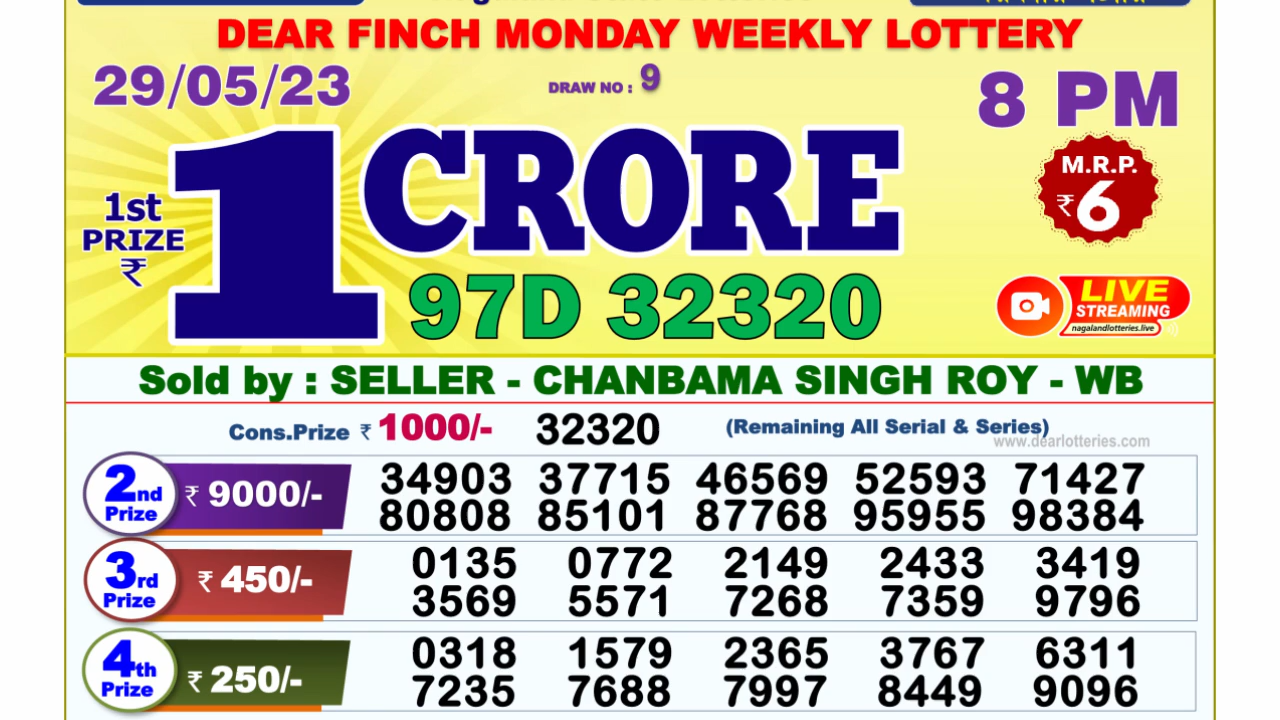 DEAR FINCH MONDAY WEEKLY LOTTERY
29/05/23
DRAW NO : 9
8 PM
1st
PRIZE
₹
1 CRORE
M.R.P.
₹6
97D 32320
LIVE
STREAMING
nagalandlotteries.live
Sold by : SELLER - CHANBAMA SINGH ROY - WB
Cons.Prize ₹ 1000/- 32320 (Remaining All Serial & Series)
www.dearlotteries.com
2nd Prize ₹ 9000/-
34903 37715 46569 52593 71427
80808 85101 87768 95955 98384
3rd Prize ₹ 450/-
0135 0772 2149 2433 3419
3569 5571 7268 7359 9796
4th Prize ₹ 250/-
0318 1579 2365 3767 6311
7235 7688 7997 8449 9096